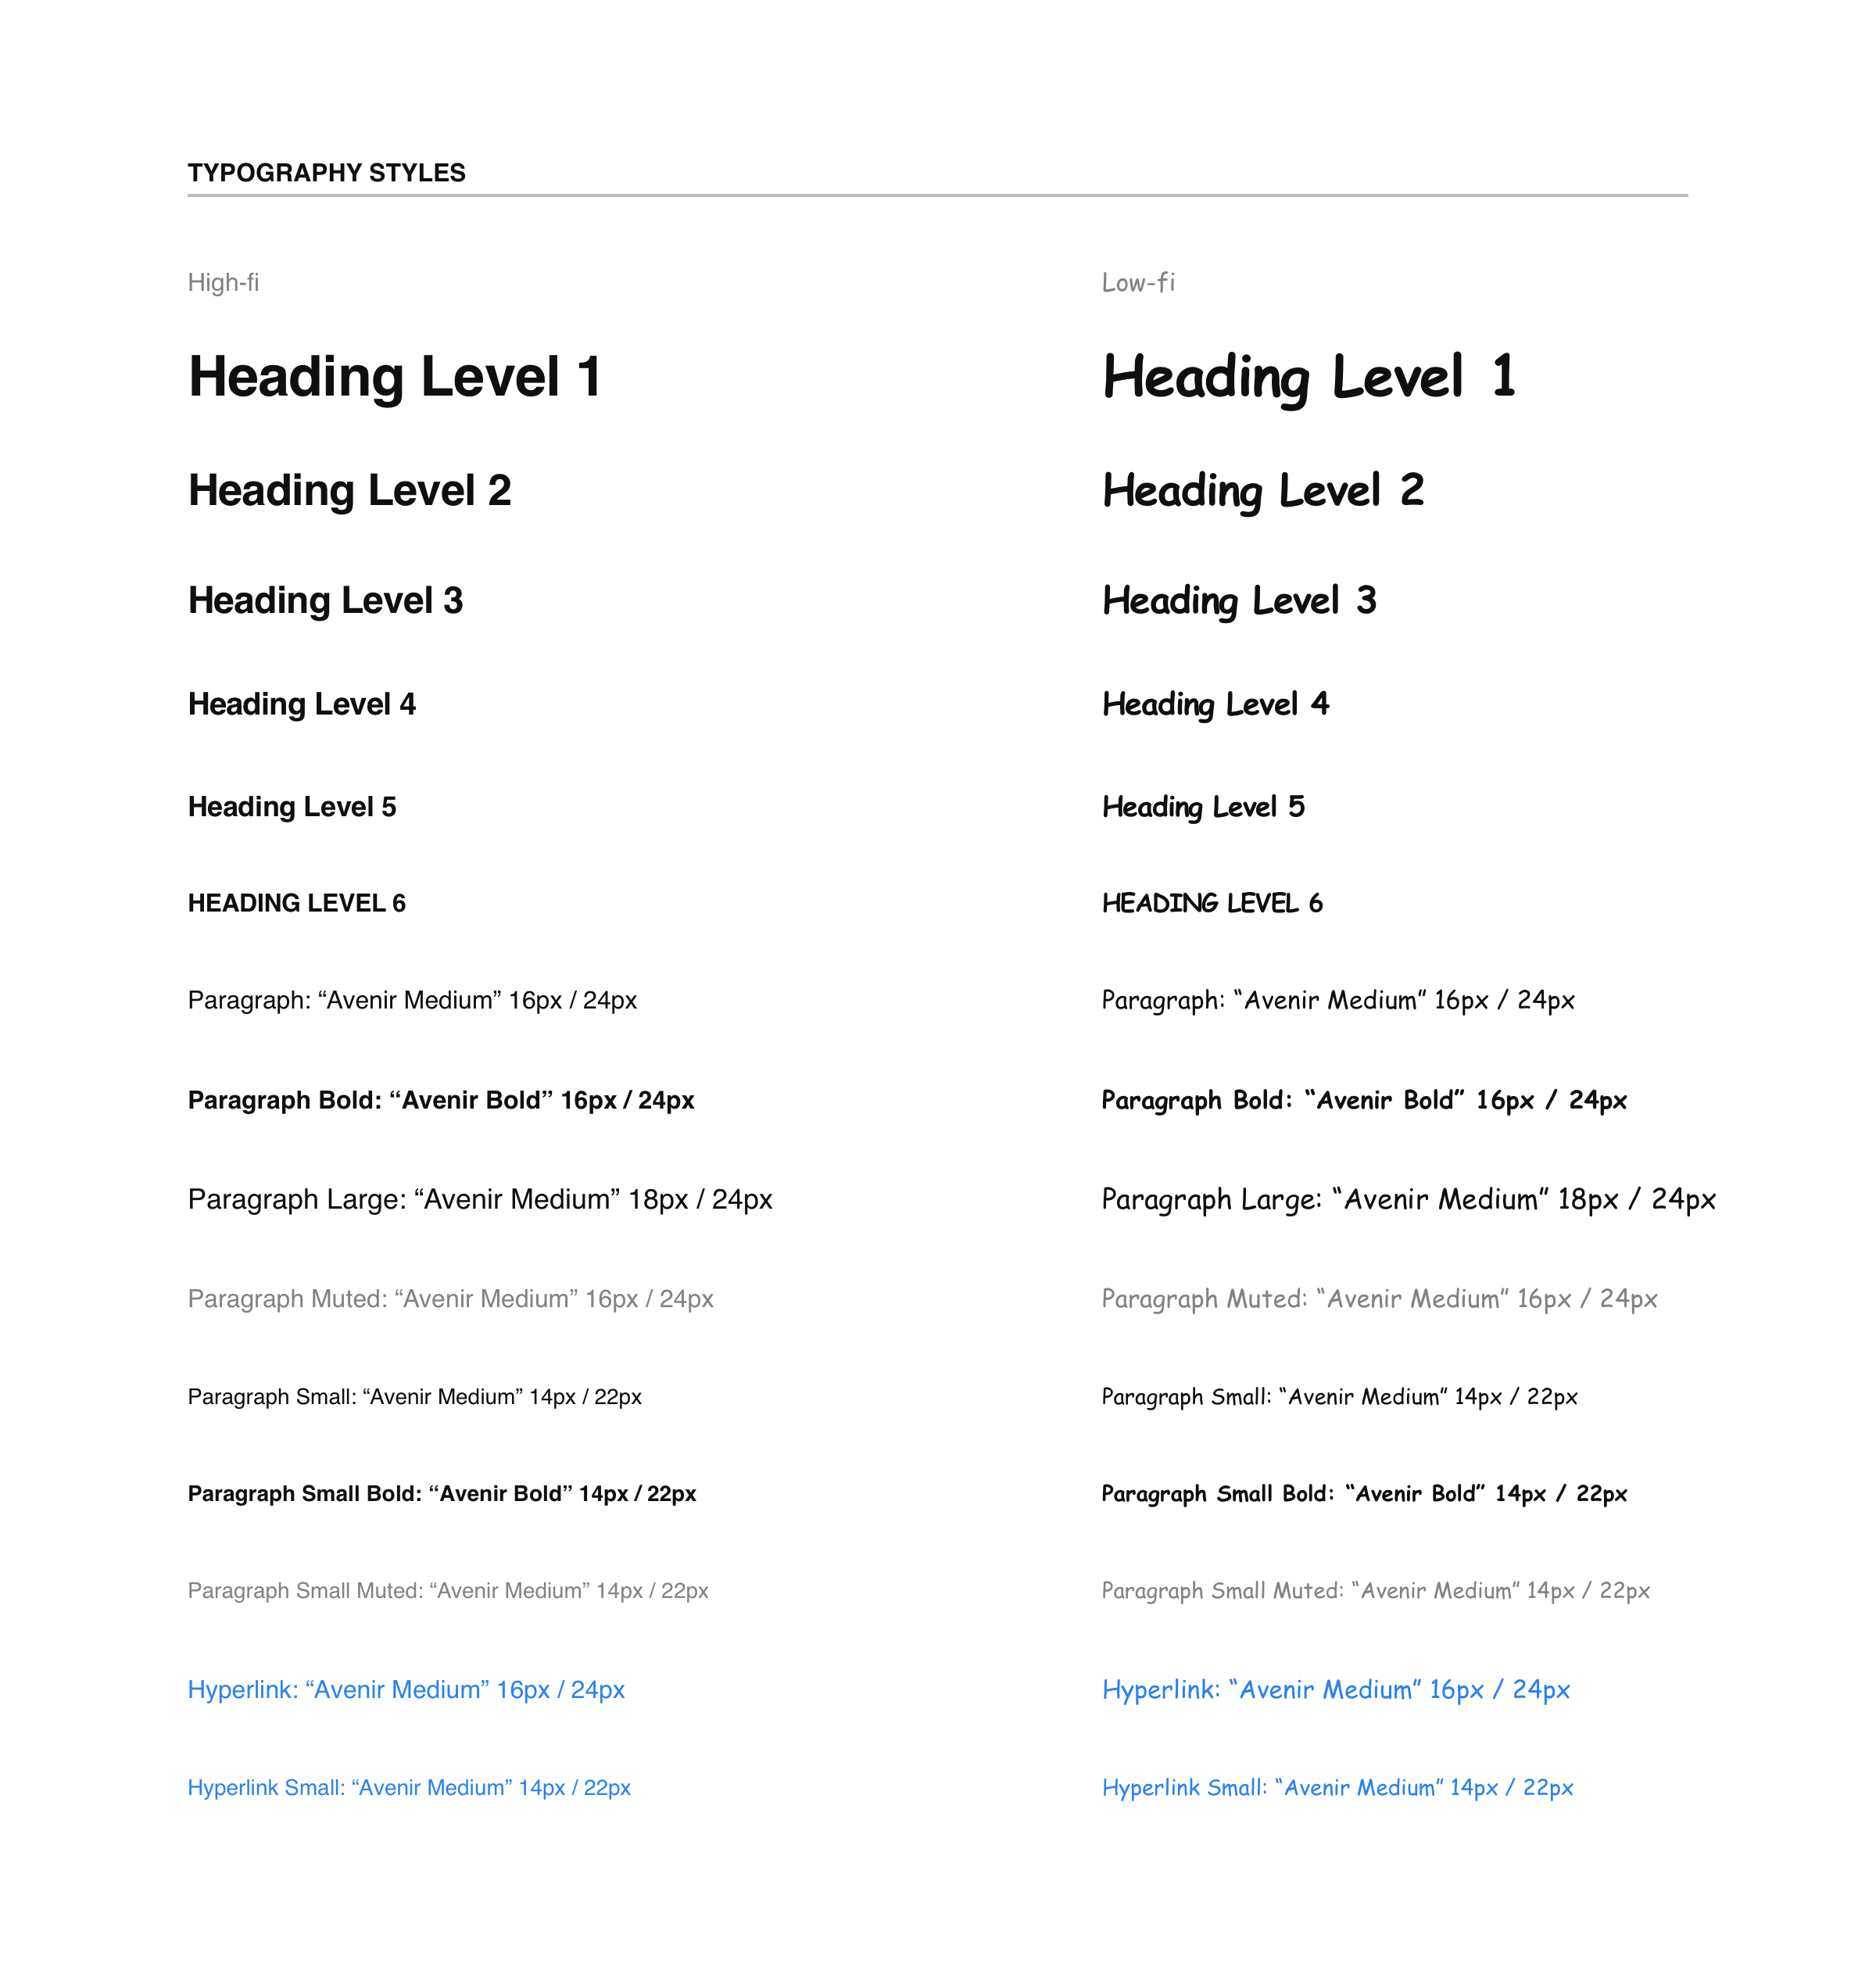 TYPOGRAPHY STYLES
High-fi
Low-fi
Heading Level 1
Heading Level 1
Heading Level 2
Heading Level 2
Heading Level 3
Heading Level 3
Heading Level 4
Heading Level 4
Heading Level 5
Heading Level 5
HEADING LEVEL 6
HEADING LEVEL 6
Paragraph: “Avenir Medium” 16px / 24px
Paragraph: “Avenir Medium” 16px / 24px
Paragraph Bold: “Avenir Bold” 16px / 24px
Paragraph Bold: “Avenir Bold” 16px / 24px
Paragraph Large: “Avenir Medium” 18px / 24px
Paragraph Large: “Avenir Medium” 18px / 24px
Paragraph Muted: “Avenir Medium” 16px / 24px
Paragraph Muted: “Avenir Medium” 16px / 24px
Paragraph Small: “Avenir Medium” 14px / 22px
Paragraph Small: “Avenir Medium” 14px / 22px
Paragraph Small Bold: “Avenir Bold” 14px / 22px
Paragraph Small Bold: “Avenir Bold” 14px / 22px
Paragraph Small Muted: “Avenir Medium” 14px / 22px
Paragraph Small Muted: “Avenir Medium” 14px / 22px
Hyperlink: “Avenir Medium” 16px / 24px
Hyperlink: “Avenir Medium” 16px / 24px
Hyperlink Small: “Avenir Medium” 14px / 22px
Hyperlink Small: “Avenir Medium” 14px / 22px